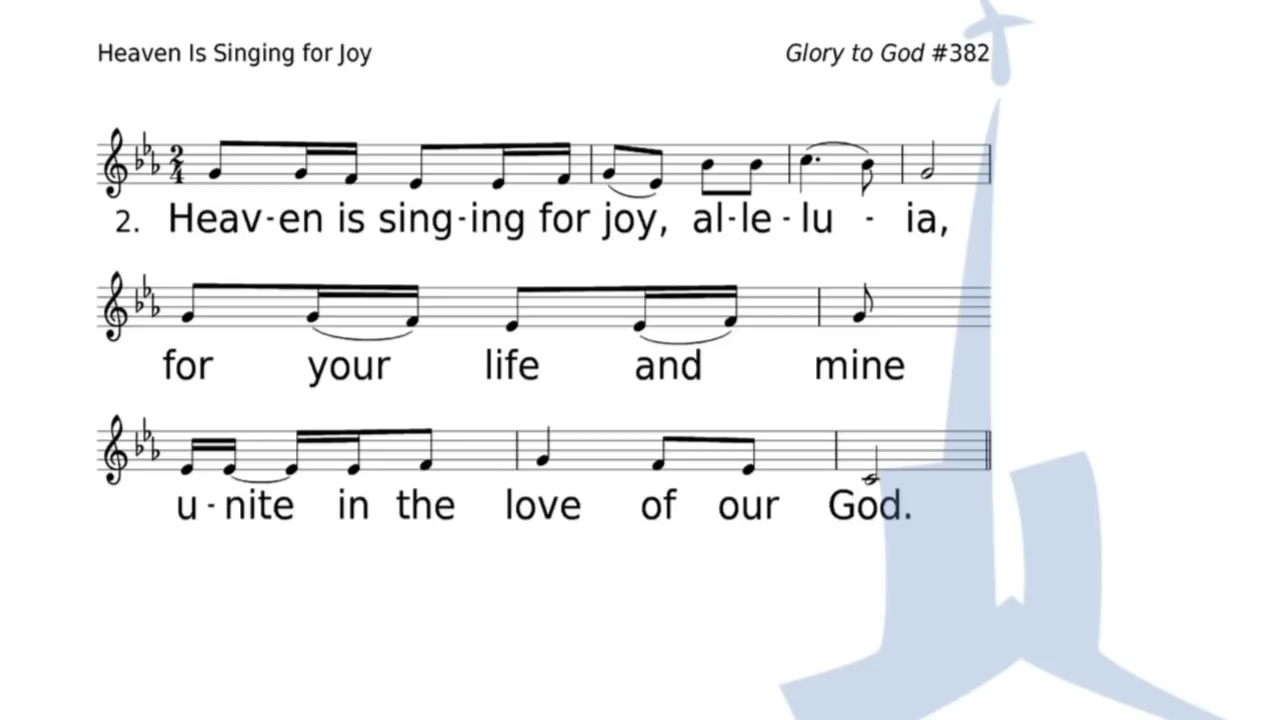 Heaven Is Singing for Joy
Glory to God #382
2. Heav-en is sing-ing for joy, al-le-lu - ia,
for your life and mine
u-nite in the love of our God.